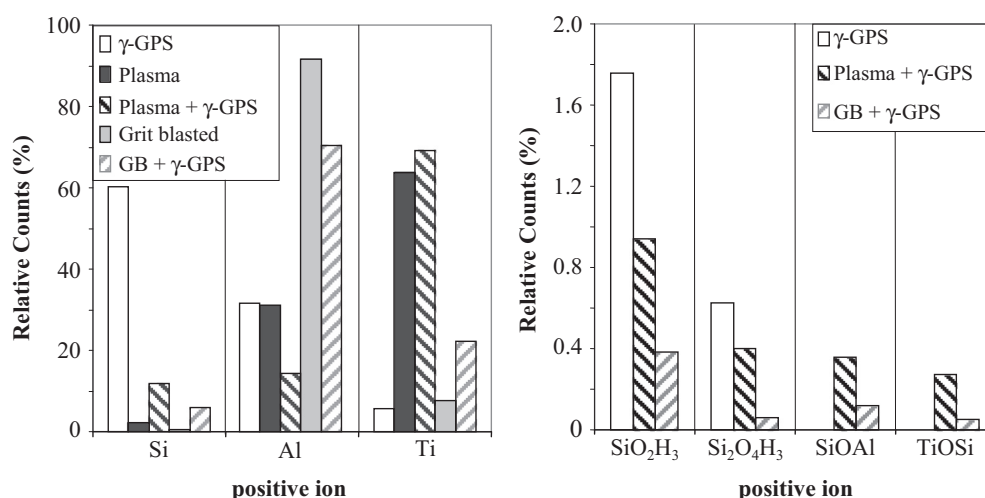 100
80
60
40
20
0
Relative Counts (%)
γ-GPS
Plasma
Plasma + γ-GPS
Grit blasted
GB + γ-GPS
Si Al Ti
positive ion
2.0
1.6
1.2
0.8
0.4
0
Relative Counts (%)
γ-GPS
Plasma + γ-GPS
GB + γ-GPS
SiO₂H₃ Si₂O₄H₃ SiOAl TiOSi
positive ion